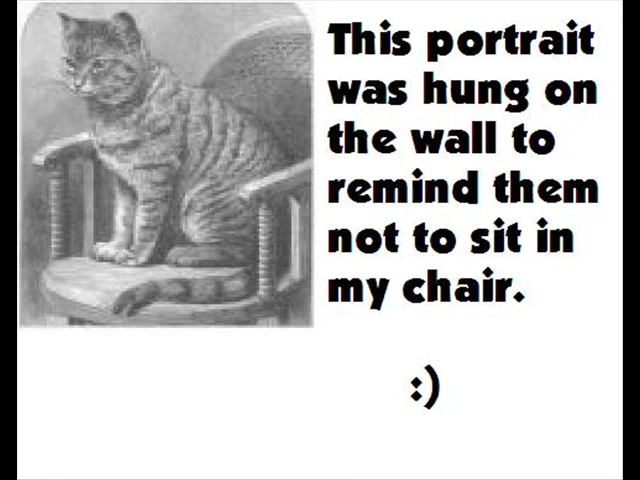 This portrait
was hung on
the wall to
remind them
not to sit in
my chair.
:)